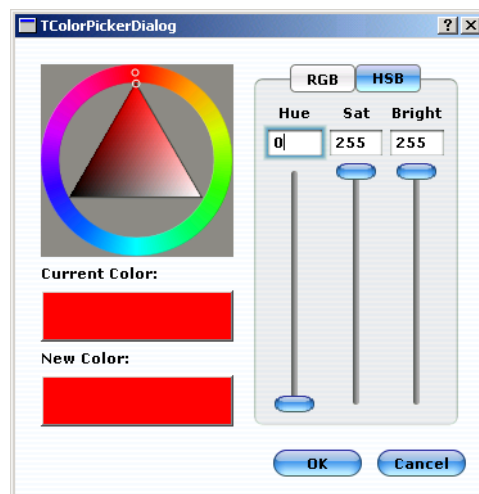 TColorPickerDialog
RGB HSB
Hue Sat Bright
0 255 255
Current Color:
New Color:
OK Cancel